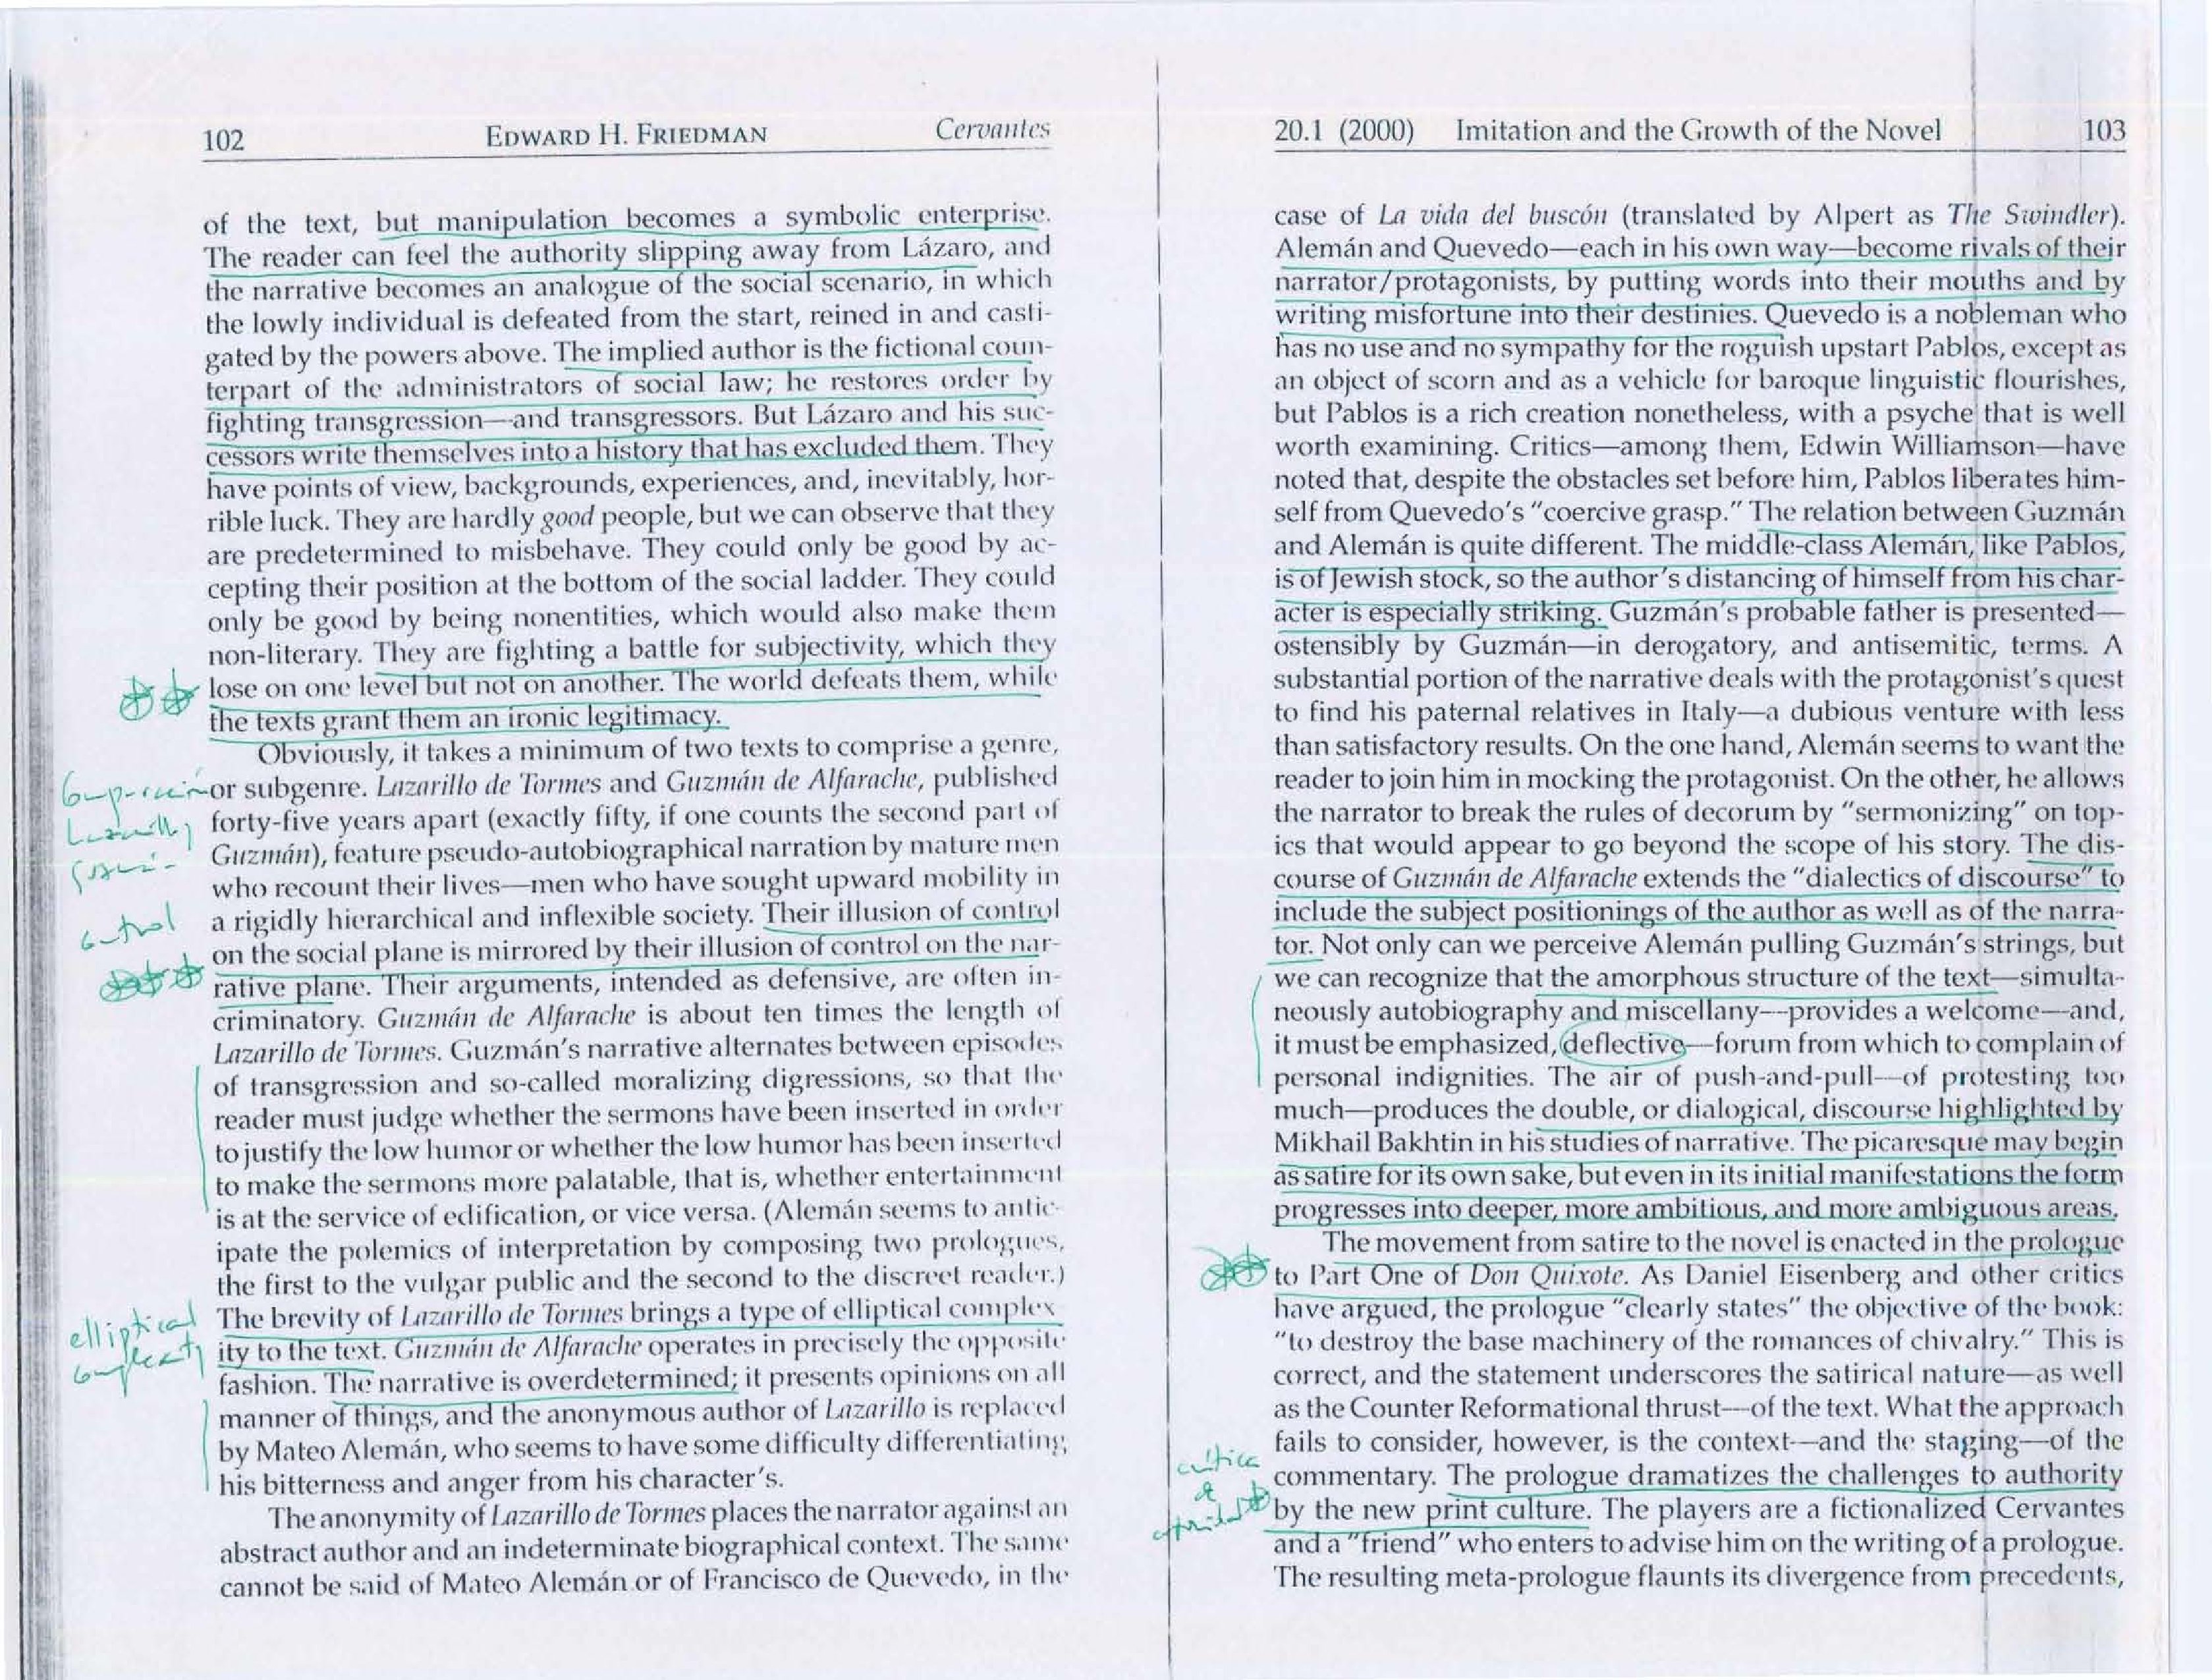 102 EDWARD H. FRIEDMAN Cervantes
of the text, but manipulation becomes a symbolic enterprise.
The reader can feel the authority slipping away from Lázaro, and
the narrative becomes an analogue of the social scenario, in which
the lowly individual is defeated from the start, reined in and casti-
gated by the powers above. The implied author is the fictional coun-
terpart of the administrators of social law; he restores order by
fighting transgression—and transgressors. But Lázaro and his suc-
cessors write themselves into a history that has excluded them. They
have points of view, backgrounds, experiences, and, inevitably, hor-
rible luck. They are hardly good people, but we can observe that they
are predetermined to misbehave. They could only be good by ac-
cepting their position at the bottom of the social ladder. They could
only be good by being nonentities, which would also make them
non-literary. They are fighting a battle for subjectivity, which they
lose on one level but not on another. The world defeats them, while
the texts grant them an ironic legitimacy.
Obviously, it takes a minimum of two texts to comprise a genre,
or subgenre. Lazarillo de Tormes and Guzmán de Alfarache, published
forty-five years apart (exactly fifty, if one counts the second part of
Guzmán), feature pseudo-autobiographical narration by mature men
who recount their lives—men who have sought upward mobility in
control
a rigidly hierarchical and inflexible society. Their illusion of control
on the social plane is mirrored by their illusion of control on the nar-
rative plane. Their arguments, intended as defensive, are often in-
criminatory. Guzmán de Alfarache is about ten times the length of
Lazarillo de Tormes. Guzmán's narrative alternates between episodes
of transgression and so-called moralizing digressions, so that the
reader must judge whether the sermons have been inserted in order
to justify the low humor or whether the low humor has been inserted
to make the sermons more palatable, that is, whether entertainment
is at the service of edification, or vice versa. (Alemán seems to antic-
ipate the polemics of interpretation by composing two prologues,
the first to the vulgar public and the second to the discreet reader.)
elliptical
complexity
The brevity of Lazarillo de Tormes brings a type of elliptical complex
ity to the text. Guzmán de Alfarache operates in precisely the opposite
fashion. The narrative is overdetermined; it presents opinions on all
manner of things, and the anonymous author of Lazarillo is replaced
by Mateo Alemán, who seems to have some difficulty differentiating
his bitterness and anger from his character's.
The anonymity of Lazarillo de Tormes places the narrator against an
abstract author and an indeterminate biographical context. The same
cannot be said of Mateo Alemán or of Francisco de Quevedo, in the
20.1 (2000) Imitation and the Growth of the Novel 103
case of La vida del buscón (translated by Alpert as The Swindler).
Alemán and Quevedo—each in his own way—become rivals of their
narrator/protagonists, by putting words into their mouths and by
writing misfortune into their destinies. Quevedo is a nobleman who
has no use and no sympathy for the roguish upstart Pablos, except as
an object of scorn and as a vehicle for baroque linguistic flourishes,
but Pablos is a rich creation nonetheless, with a psyche that is well
worth examining. Critics—among them, Edwin Williamson—have
noted that, despite the obstacles set before him, Pablos liberates him-
self from Quevedo's "coercive grasp." The relation between Guzmán
and Alemán is quite different. The middle-class Alemán, like Pablos,
is of Jewish stock, so the author's distancing of himself from his char-
acter is especially striking. Guzmán's probable father is presented—
ostensibly by Guzmán—in derogatory, and antisemitic, terms. A
substantial portion of the narrative deals with the protagonist's quest
to find his paternal relatives in Italy—a dubious venture with less
than satisfactory results. On the one hand, Alemán seems to want the
reader to join him in mocking the protagonist. On the other, he allows
the narrator to break the rules of decorum by "sermonizing" on top-
ics that would appear to go beyond the scope of his story. The dis-
course of Guzmán de Alfarache extends the "dialectics of discourse" to
include the subject positionings of the author as well as of the narra-
tor. Not only can we perceive Alemán pulling Guzmán's strings, but
we can recognize that the amorphous structure of the text—simulta-
neously autobiography and miscellany—provides a welcome—and,
it must be emphasized, deflective—forum from which to complain of
personal indignities. The air of push-and-pull—of protesting too
much—produces the double, or dialogical, discourse highlighted by
Mikhail Bakhtin in his studies of narrative. The picaresque may begin
as satire for its own sake, but even in its initial manifestations the form
progresses into deeper, more ambitious, and more ambiguous areas.
The movement from satire to the novel is enacted in the prologue
to Part One of Don Quixote. As Daniel Eisenberg and other critics
have argued, the prologue "clearly states" the objective of the book:
"to destroy the base machinery of the romances of chivalry." This is
correct, and the statement underscores the satirical nature—as well
as the Counter Reformational thrust—of the text. What the approach
fails to consider, however, is the context—and the staging—of the
commentary. The prologue dramatizes the challenges to authority
by the new print culture. The players are a fictionalized Cervantes
and a "friend" who enters to advise him on the writing of a prologue.
The resulting meta-prologue flaunts its divergence from precedents,